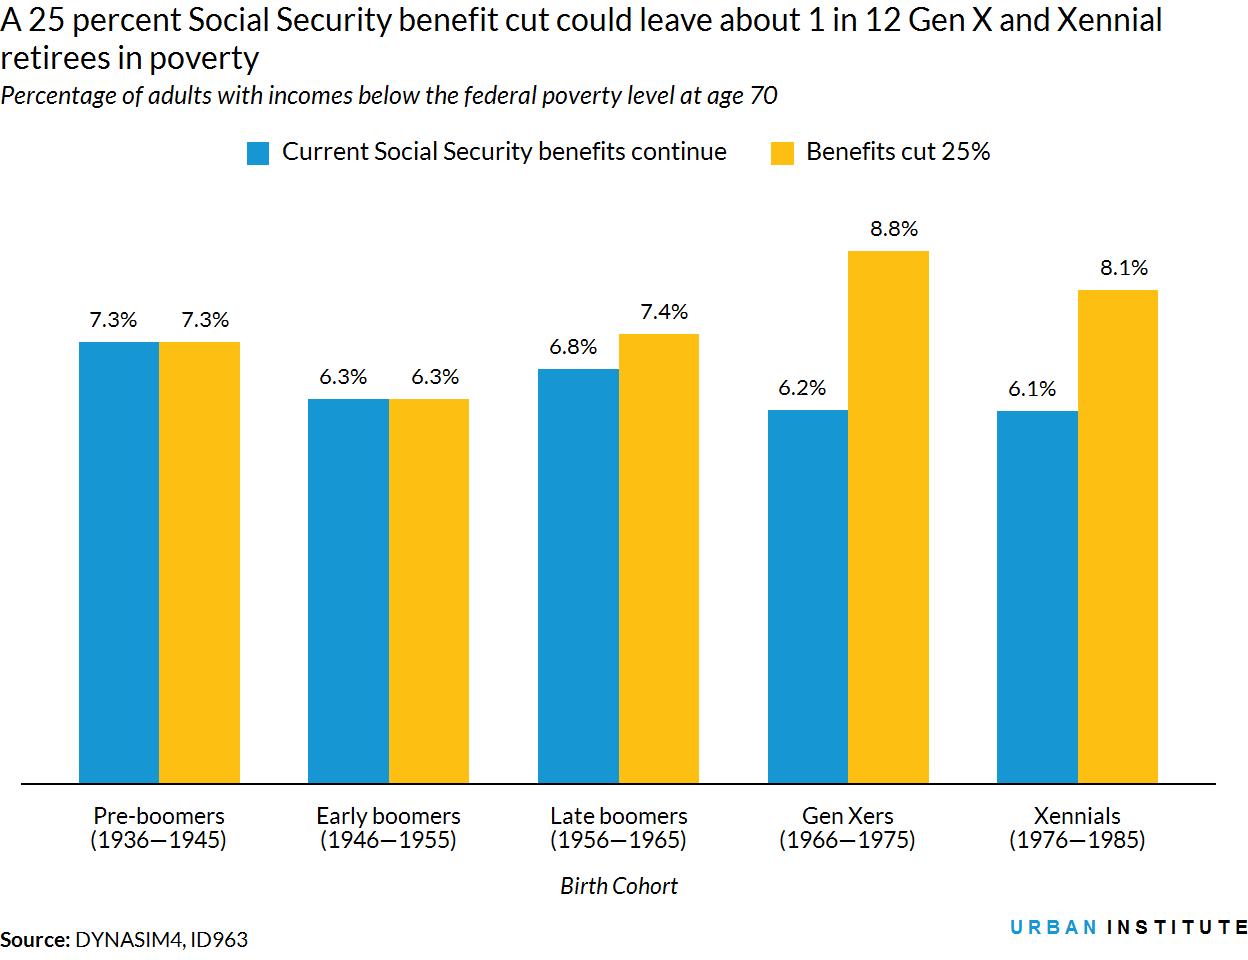 A 25 percent Social Security benefit cut could leave about 1 in 12 Gen X and Xennial
retirees in poverty
Percentage of adults with incomes below the federal poverty level at age 70
Current Social Security benefits continue
Benefits cut 25%
7.3%
7.3%
6.3%
6.3%
6.8%
7.4%
6.2%
8.8%
6.1%
8.1%
Pre-boomers
(1936—1945)
Early boomers
(1946—1955)
Late boomers
(1956—1965)
Gen Xers
(1966—1975)
Xennials
(1976—1985)
Birth Cohort
URBAN INSTITUTE
Source: DYNASIM4, ID963